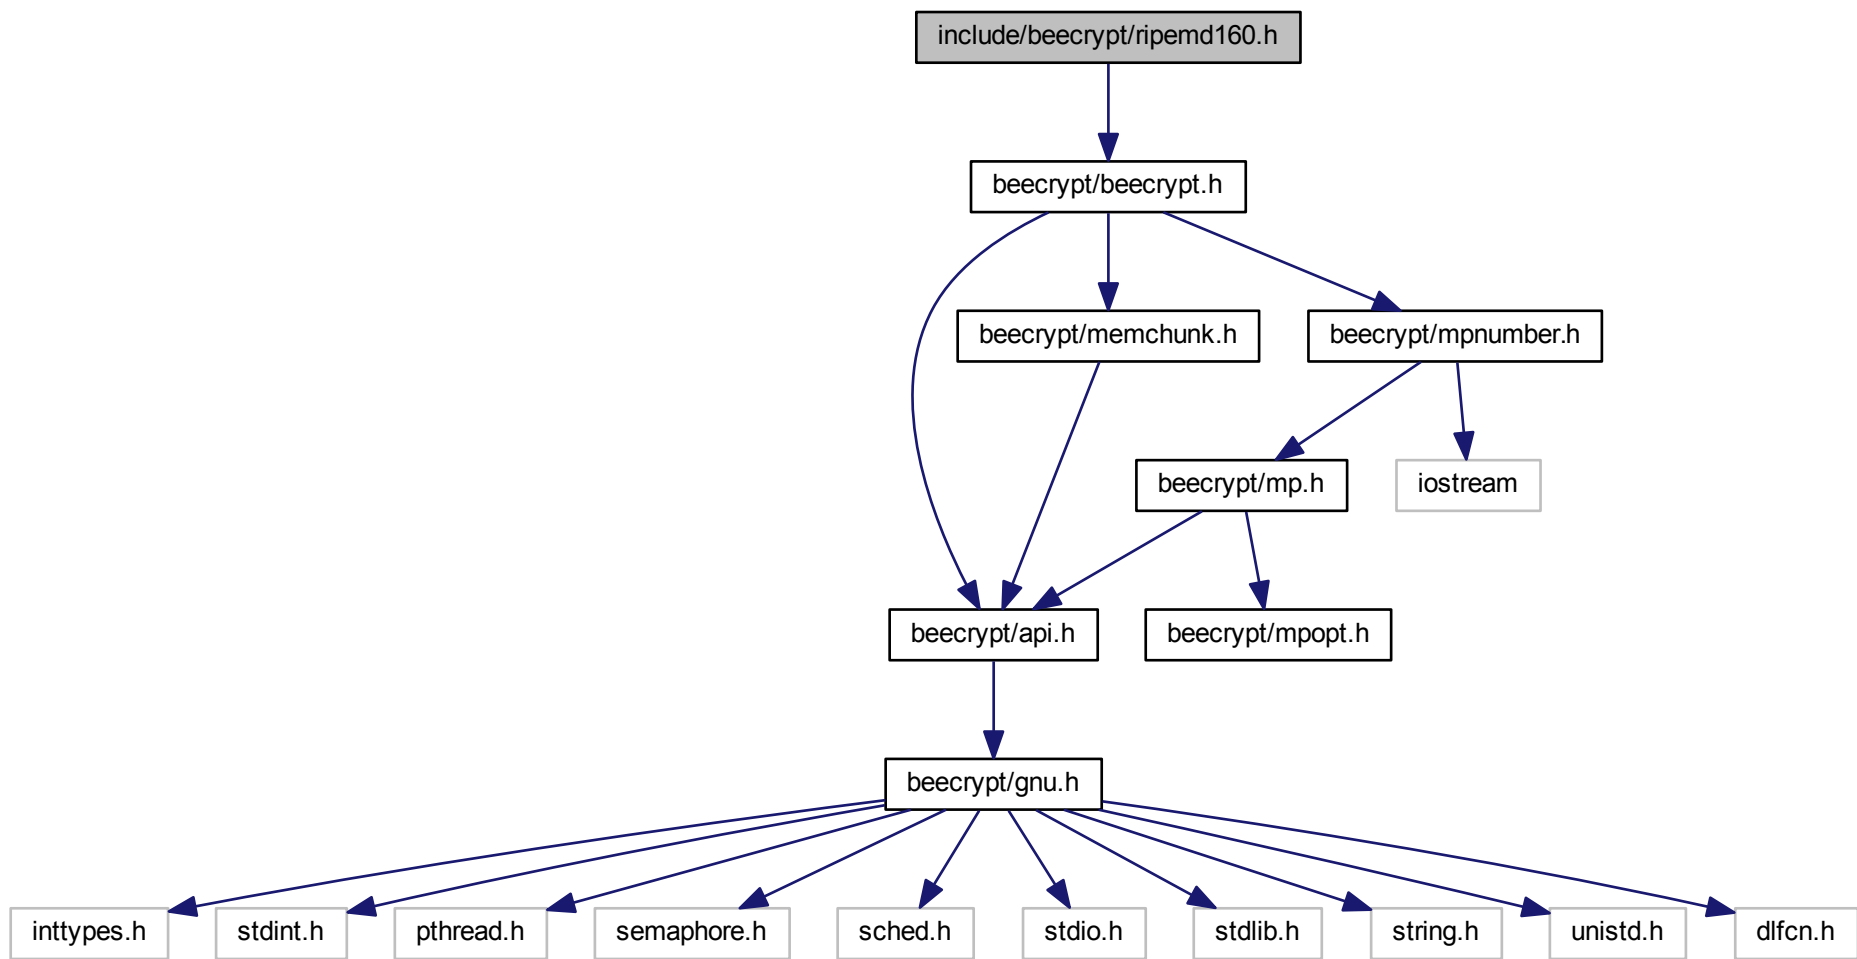 include/beecrypt/ripemd160.h
beecrypt/beecrypt.h
beecrypt/memchunk.h
beecrypt/mpnumber.h
beecrypt/mp.h
iostream
beecrypt/api.h
beecrypt/mpopt.h
beecrypt/gnu.h
inttypes.h
stdint.h
pthread.h
semaphore.h
sched.h
stdio.h
stdlib.h
string.h
unistd.h
dlfcn.h